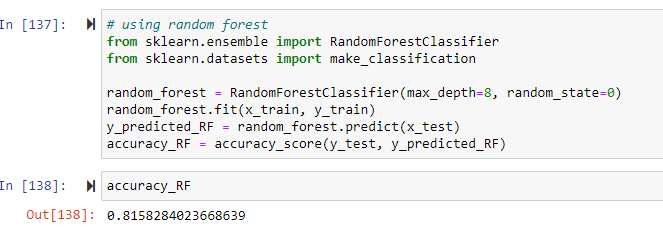 In [137]:
# using random forest
from sklearn.ensemble import RandomForestClassifier
from sklearn.datasets import make_classification
random_forest = RandomForestClassifier(max_depth=8, random_state=0)
random_forest.fit(x_train, y_train)
y_predicted_RF = random_forest.predict(x_test)
accuracy_RF = accuracy_score(y_test, y_predicted_RF)
In [138]:
accuracy_RF
Out[138]: 0.8158284023668639